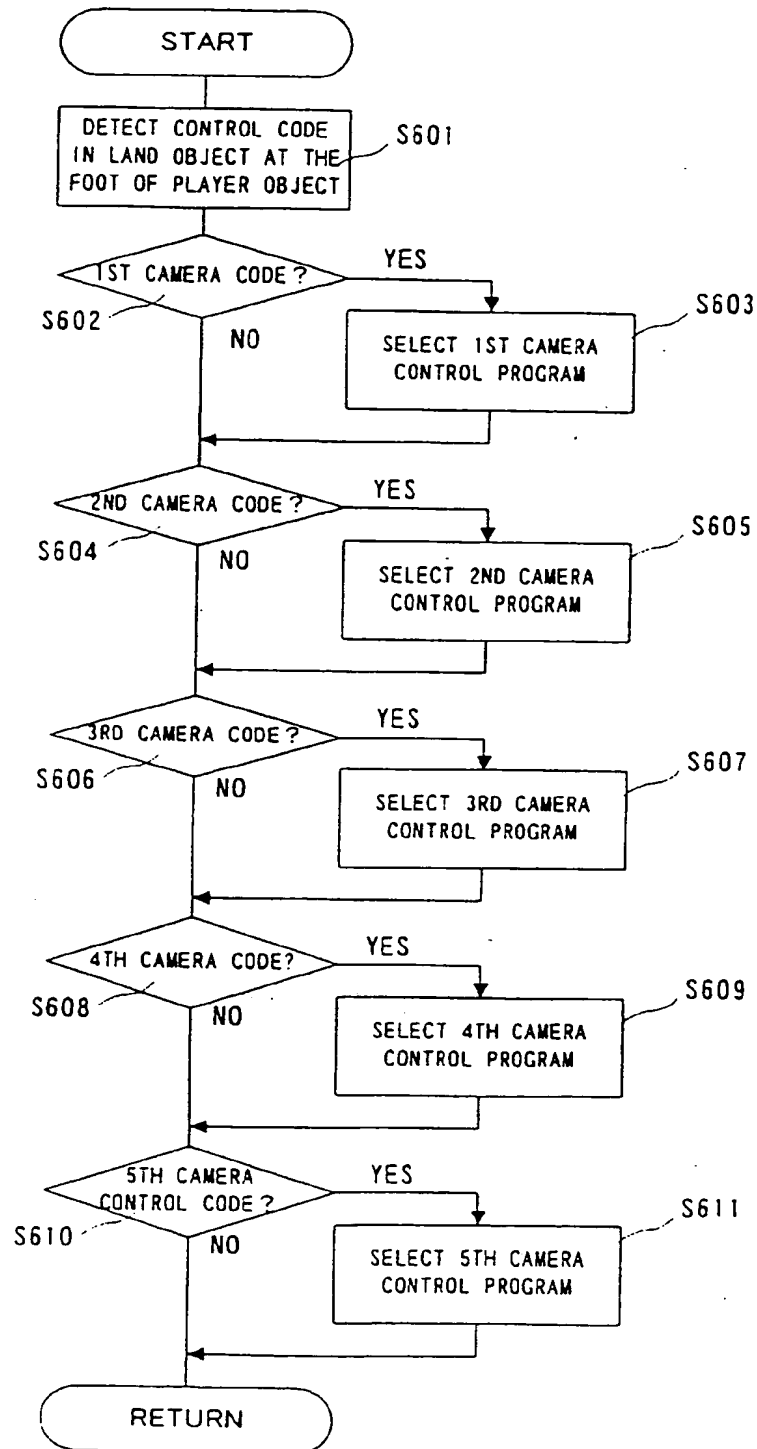 START
DETECT CONTROL CODE
IN LAND OBJECT AT THE
FOOT OF PLAYER OBJECT
S601
1ST CAMERA CODE?
YES
S602
NO
S603
SELECT 1ST CAMERA
CONTROL PROGRAM
2ND CAMERA CODE?
YES
S604
NO
S605
SELECT 2ND CAMERA
CONTROL PROGRAM
3RD CAMERA CODE?
YES
S606
NO
S607
SELECT 3RD CAMERA
CONTROL PROGRAM
4TH CAMERA CODE?
YES
S608
NO
S609
SELECT 4TH CAMERA
CONTROL PROGRAM
5TH CAMERA
CONTROL CODE?
YES
S610
NO
S611
SELECT 5TH CAMERA
CONTROL PROGRAM
RETURN